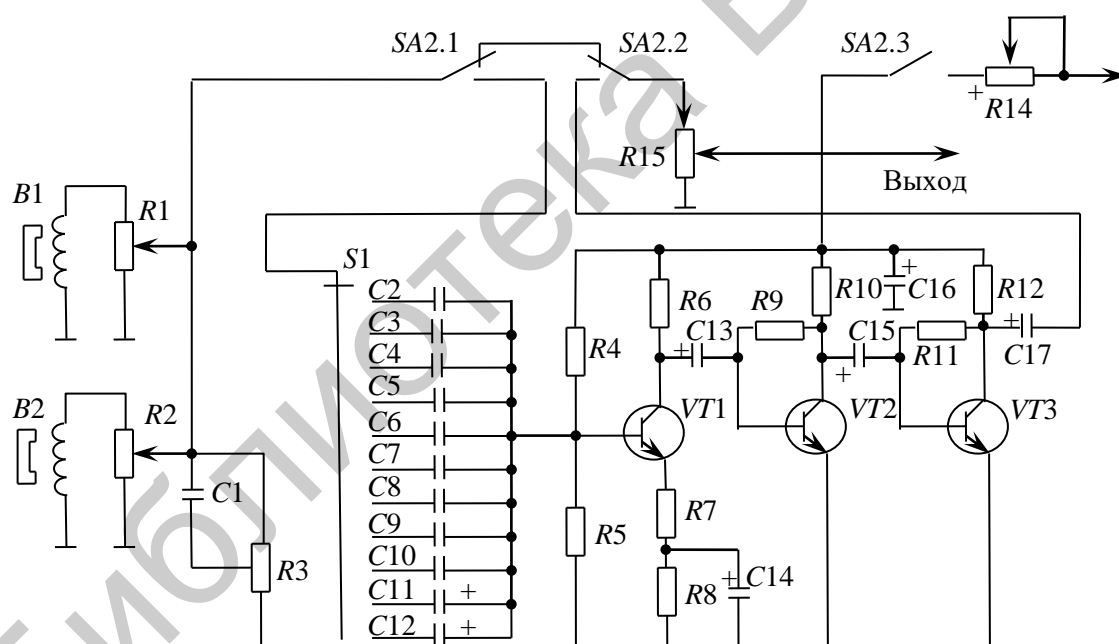 SA2.1
SA2.2
SA2.3
+
R14
R15
Выход
B1
R1
S1
C2
C3
C4
C5
C6
C7
C8
C9
C10
C11 +
C12 +
R4
R5
R6
R9
R10
+
C16
R12
+
C13
C15
+
R11
+
C17
VT1
VT2
VT3
B2
R2
C1
R3
R7
R8
+
C14
Библиотека Б